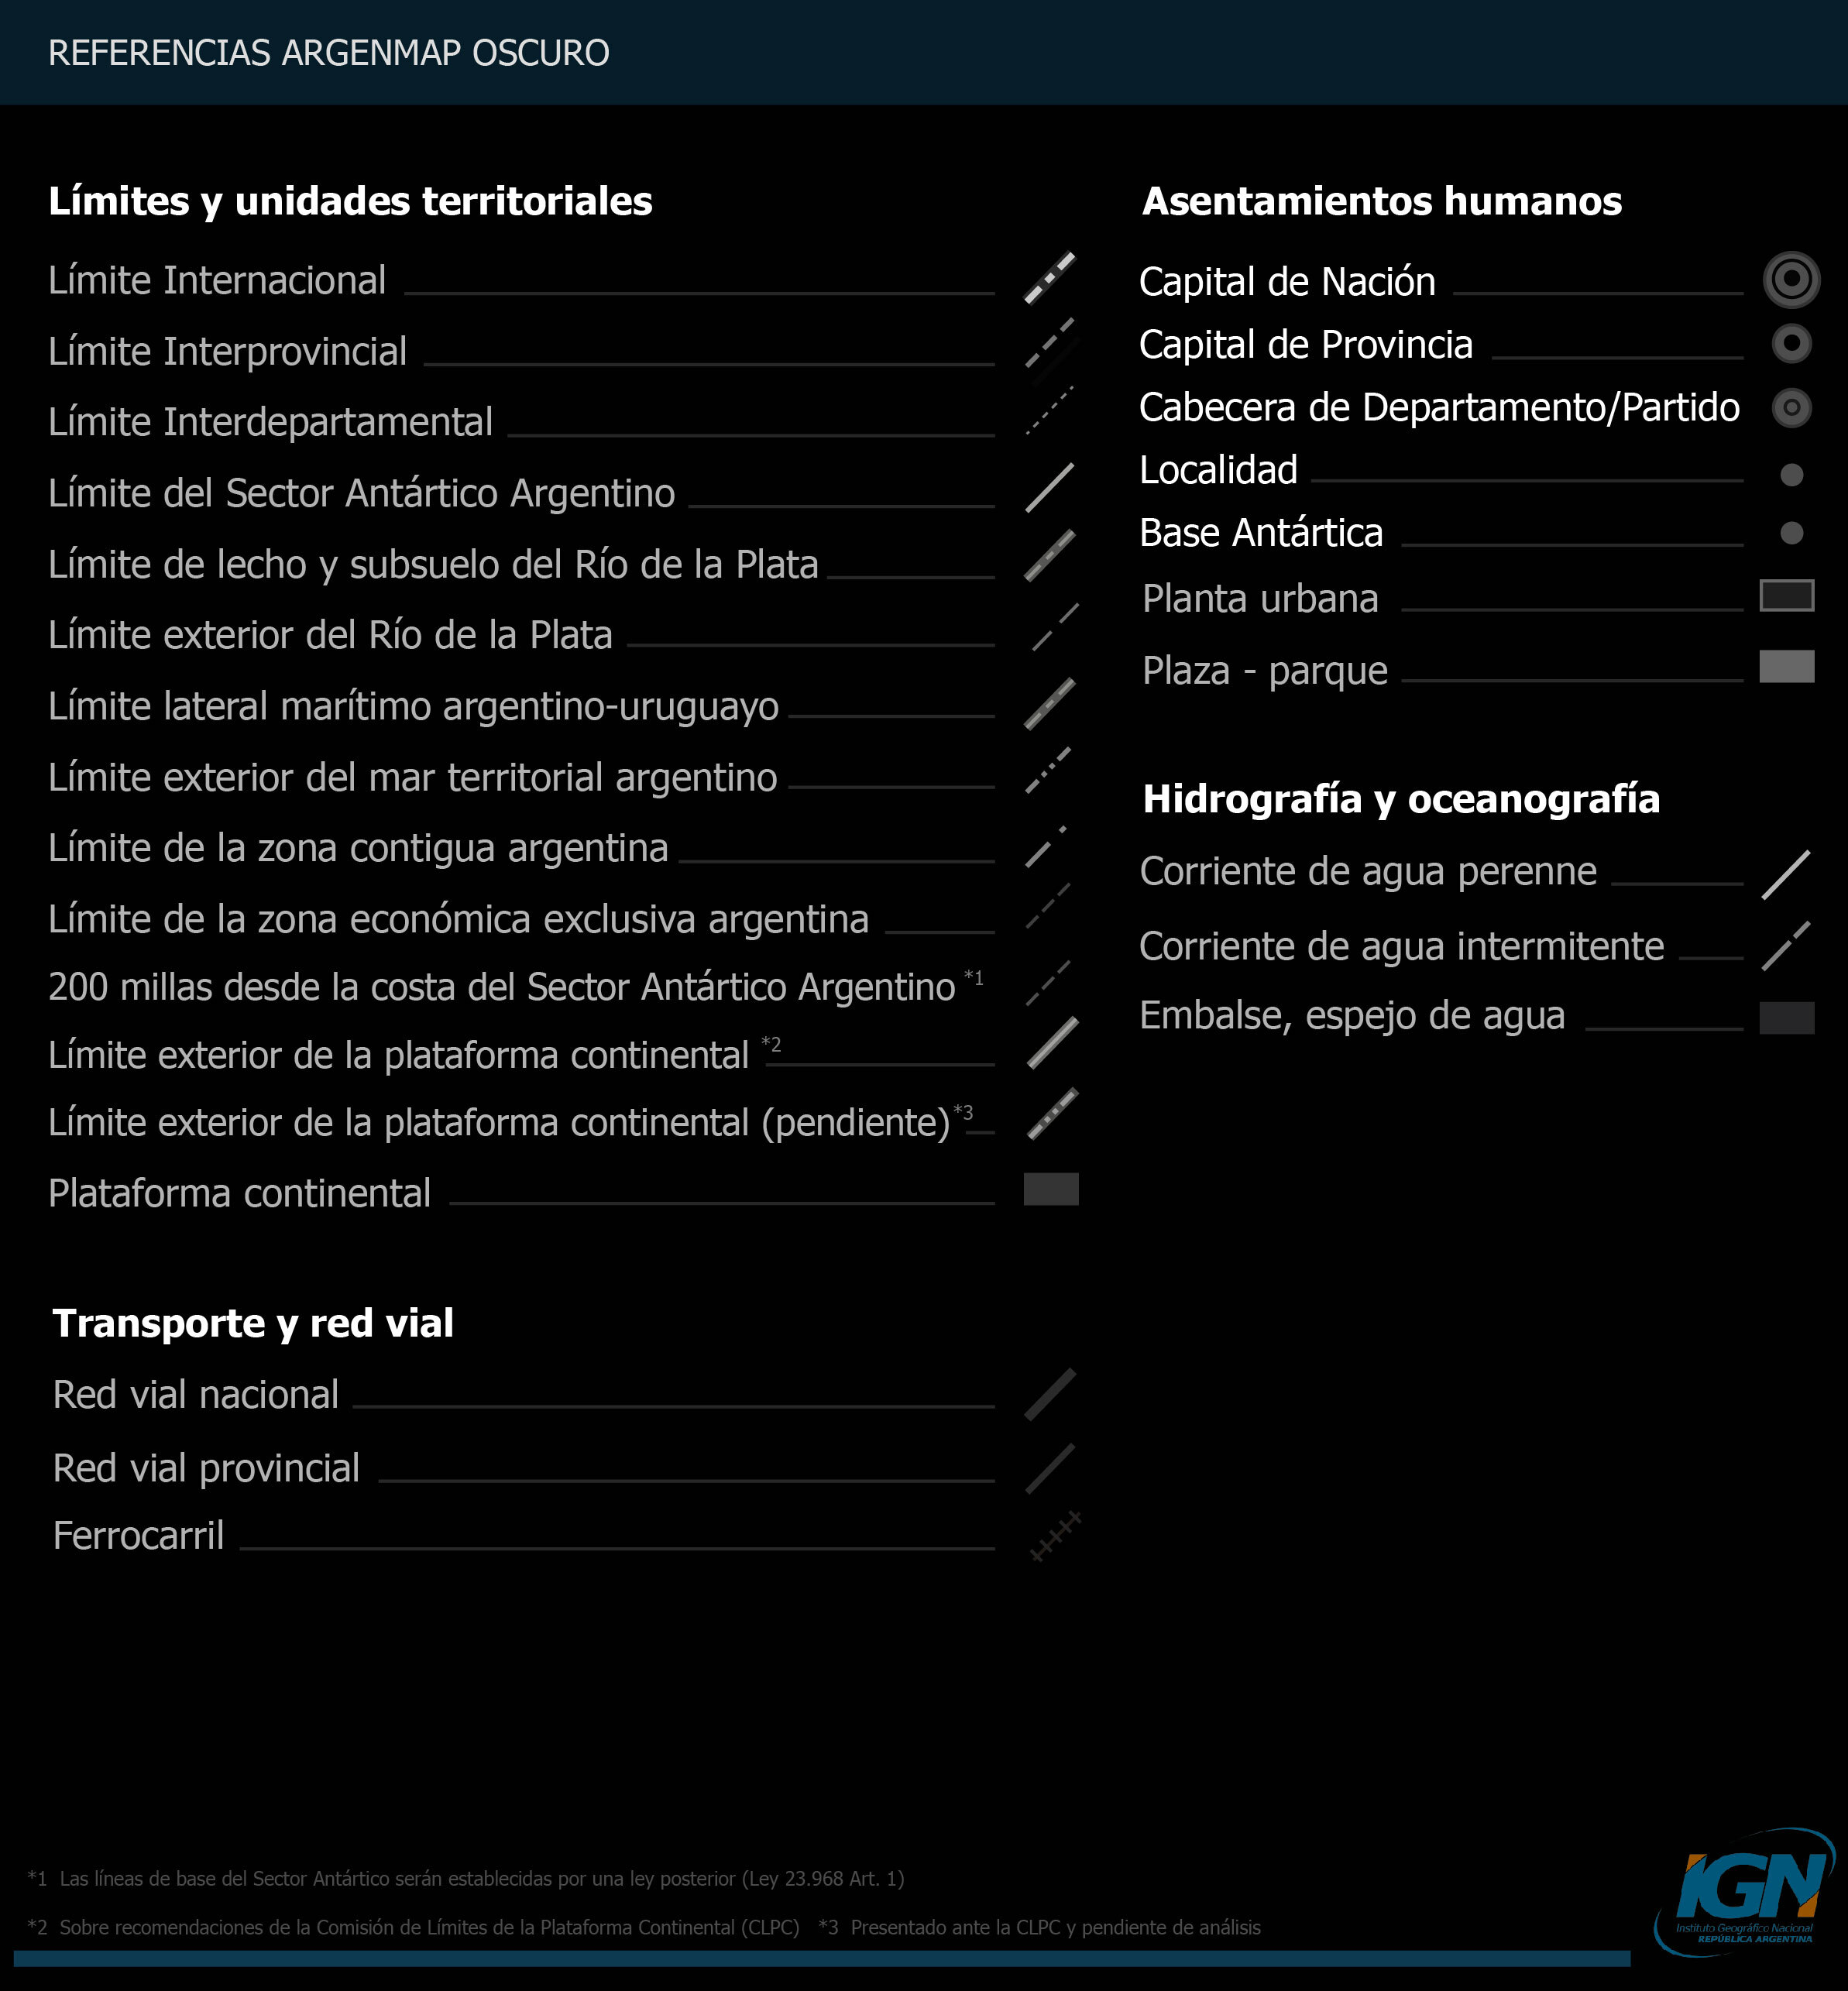 REFERENCIAS ARGENMAP OSCURO
Límites y unidades territoriales
Límite Internacional
Límite Interprovincial
Límite Interdepartamental
Límite del Sector Antártico Argentino
Límite de lecho y subsuelo del Río de la Plata
Límite exterior del Río de la Plata
Límite lateral marítimo argentino-uruguayo
Límite exterior del mar territorial argentino
Límite de la zona contigua argentina
Límite de la zona económica exclusiva argentina
200 millas desde la costa del Sector Antártico Argentino *1
Límite exterior de la plataforma continental *2
Límite exterior de la plataforma continental (pendiente) *3
Plataforma continental
Transporte y red vial
Red vial nacional
Red vial provincial
Ferrocarril
Asentamientos humanos
Capital de Nación
Capital de Provincia
Cabecera de Departamento/Partido
Localidad
Base Antártica
Planta urbana
Plaza - parque
Hidrografía y oceanografía
Corriente de agua perenne
Corriente de agua intermitente
Embalse, espejo de agua
*1 Las líneas de base del Sector Antártico serán establecidas por una ley posterior (Ley 23.968 Art. 1)
*2 Sobre recomendaciones de la Comisión de Límites de la Plataforma Continental (CLPC) *3 Presentado ante la CLPC y pendiente de análisis
IGN
Instituto Geográfico Nacional
REPÚBLICA ARGENTINA